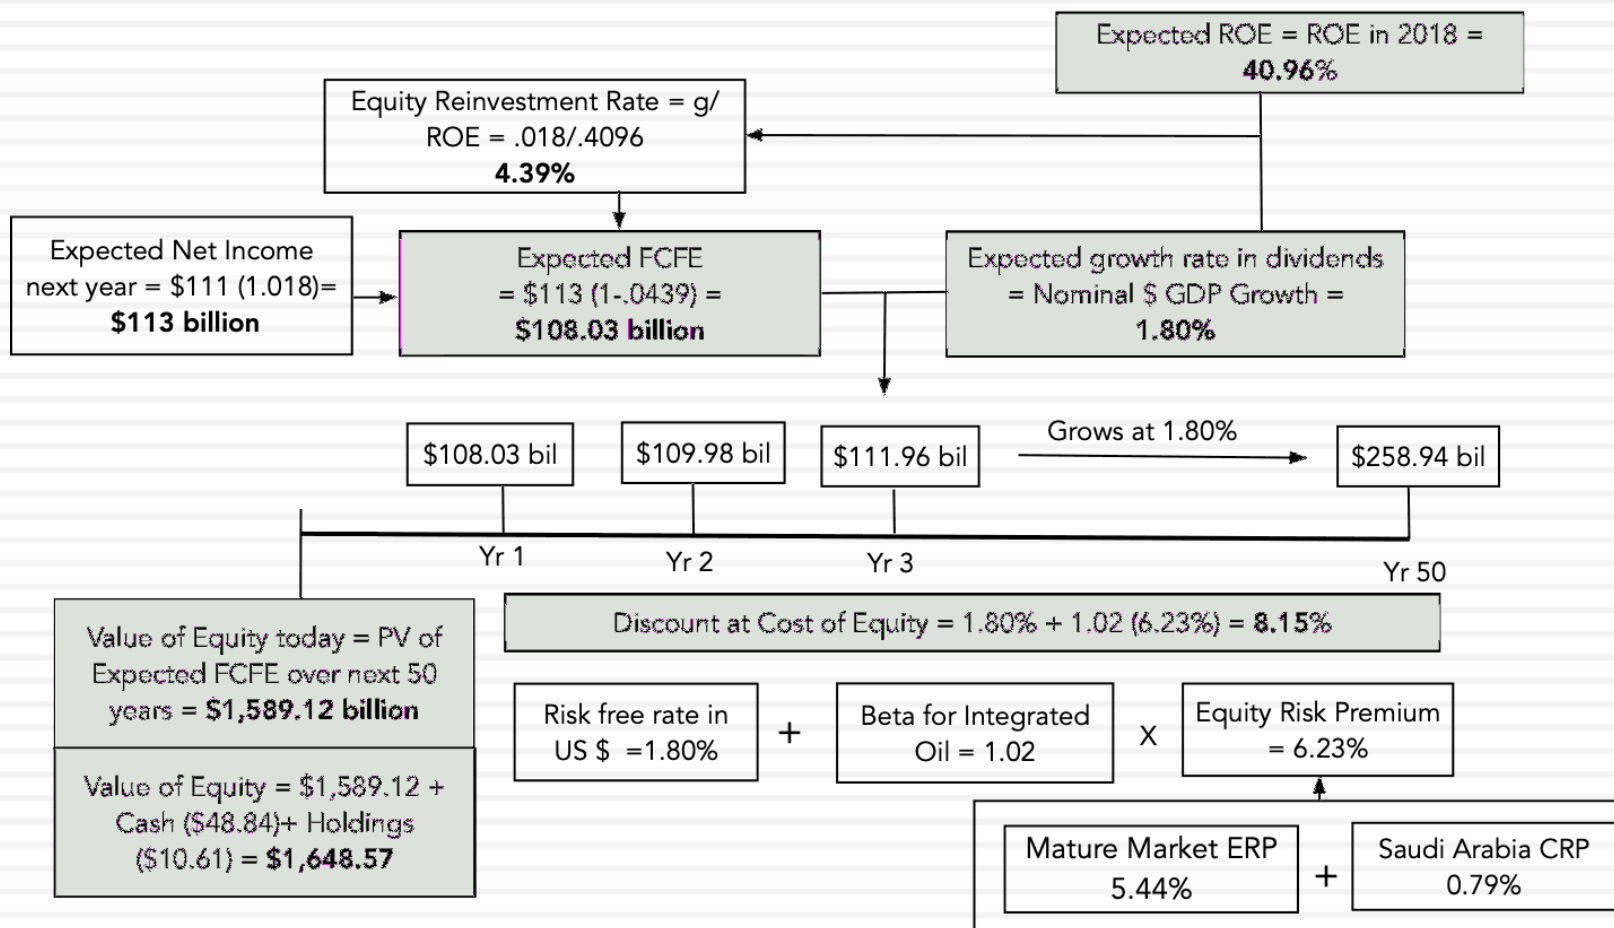 Expected ROE = ROE in 2018 =
40.96%
Equity Reinvestment Rate = g/
ROE = .018/.4096
4.39%
Expected Net Income
next year = $111 (1.018)=
$113 billion
Expected FCFE
= $113 (1-.0439) =
$108.03 billion
Expected growth rate in dividends
= Nominal $ GDP Growth =
1.80%
$108.03 bil
$109.98 bil
$111.96 bil
Grows at 1.80%
$258.94 bil
Yr 1
Yr 2
Yr 3
Yr 50
Value of Equity today = PV of
Expected FCFE over next 50
years = $1,589.12 billion
Discount at Cost of Equity = 1.80% + 1.02 (6.23%) = 8.15%
Risk free rate in
US $ =1.80%
+
Beta for Integrated
Oil = 1.02
X
Equity Risk Premium
= 6.23%
Value of Equity = $1,589.12 +
Cash ($48.84)+ Holdings
($10.61) = $1,648.57
Mature Market ERP
5.44%
+
Saudi Arabia CRP
0.79%